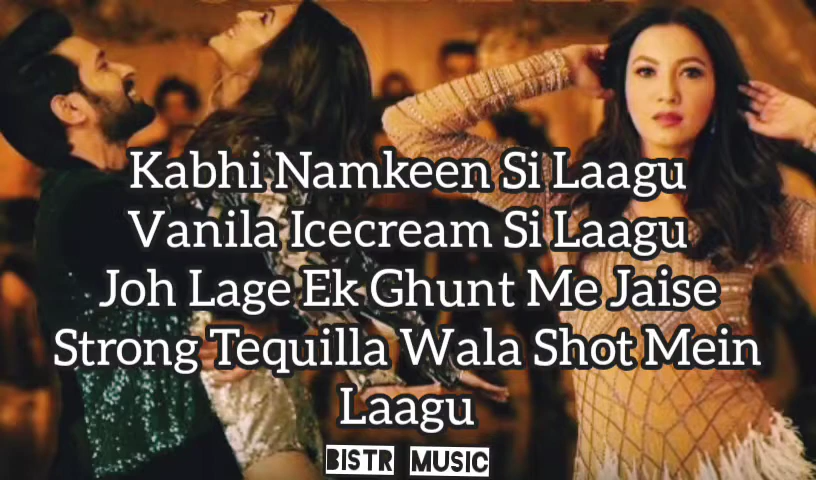 Kabhi Namkeen Si Laagu
Vanila Icecream Si Laagu
Joh Lage Ek Ghunt Me Jaise
Strong Tequilla Wala Shot Mein
Laagu
BISTR MUSIC